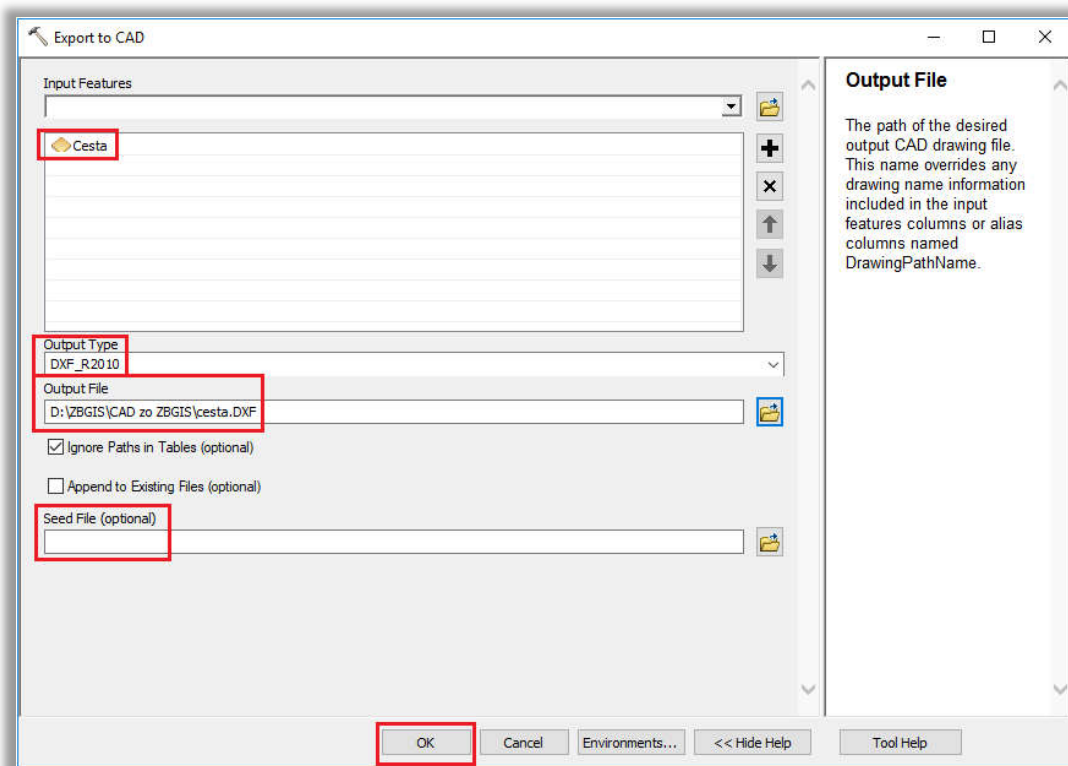 Export to CAD
Input Features
Cesta
Output Type
DXF_R2010
Output File
D:\ZBGIS\CAD zo ZBGIS\cesta.DXF
Ignore Paths in Tables (optional)
Append to Existing Files (optional)
Seed File (optional)
OK
Cancel
Environments...
<< Hide Help
Tool Help
Output File
The path of the desired
output CAD drawing file.
This name overrides any
drawing name information
included in the input
features columns or alias
columns named
DrawingPathName.